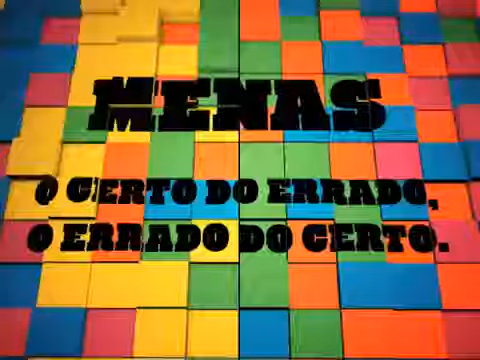 MENAS
O CERTO DO ERRADO,
O ERRADO DO CERTO.